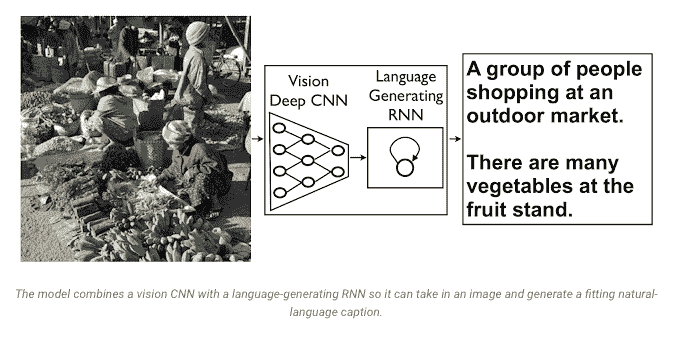 Vision
Deep CNN
Language
Generating
RNN
A group of people
shopping at an
outdoor market.
There are many
vegetables at the
fruit stand.
The model combines a vision CNN with a language-generating RNN so it can take in an image and generate a fitting natural-
language caption.